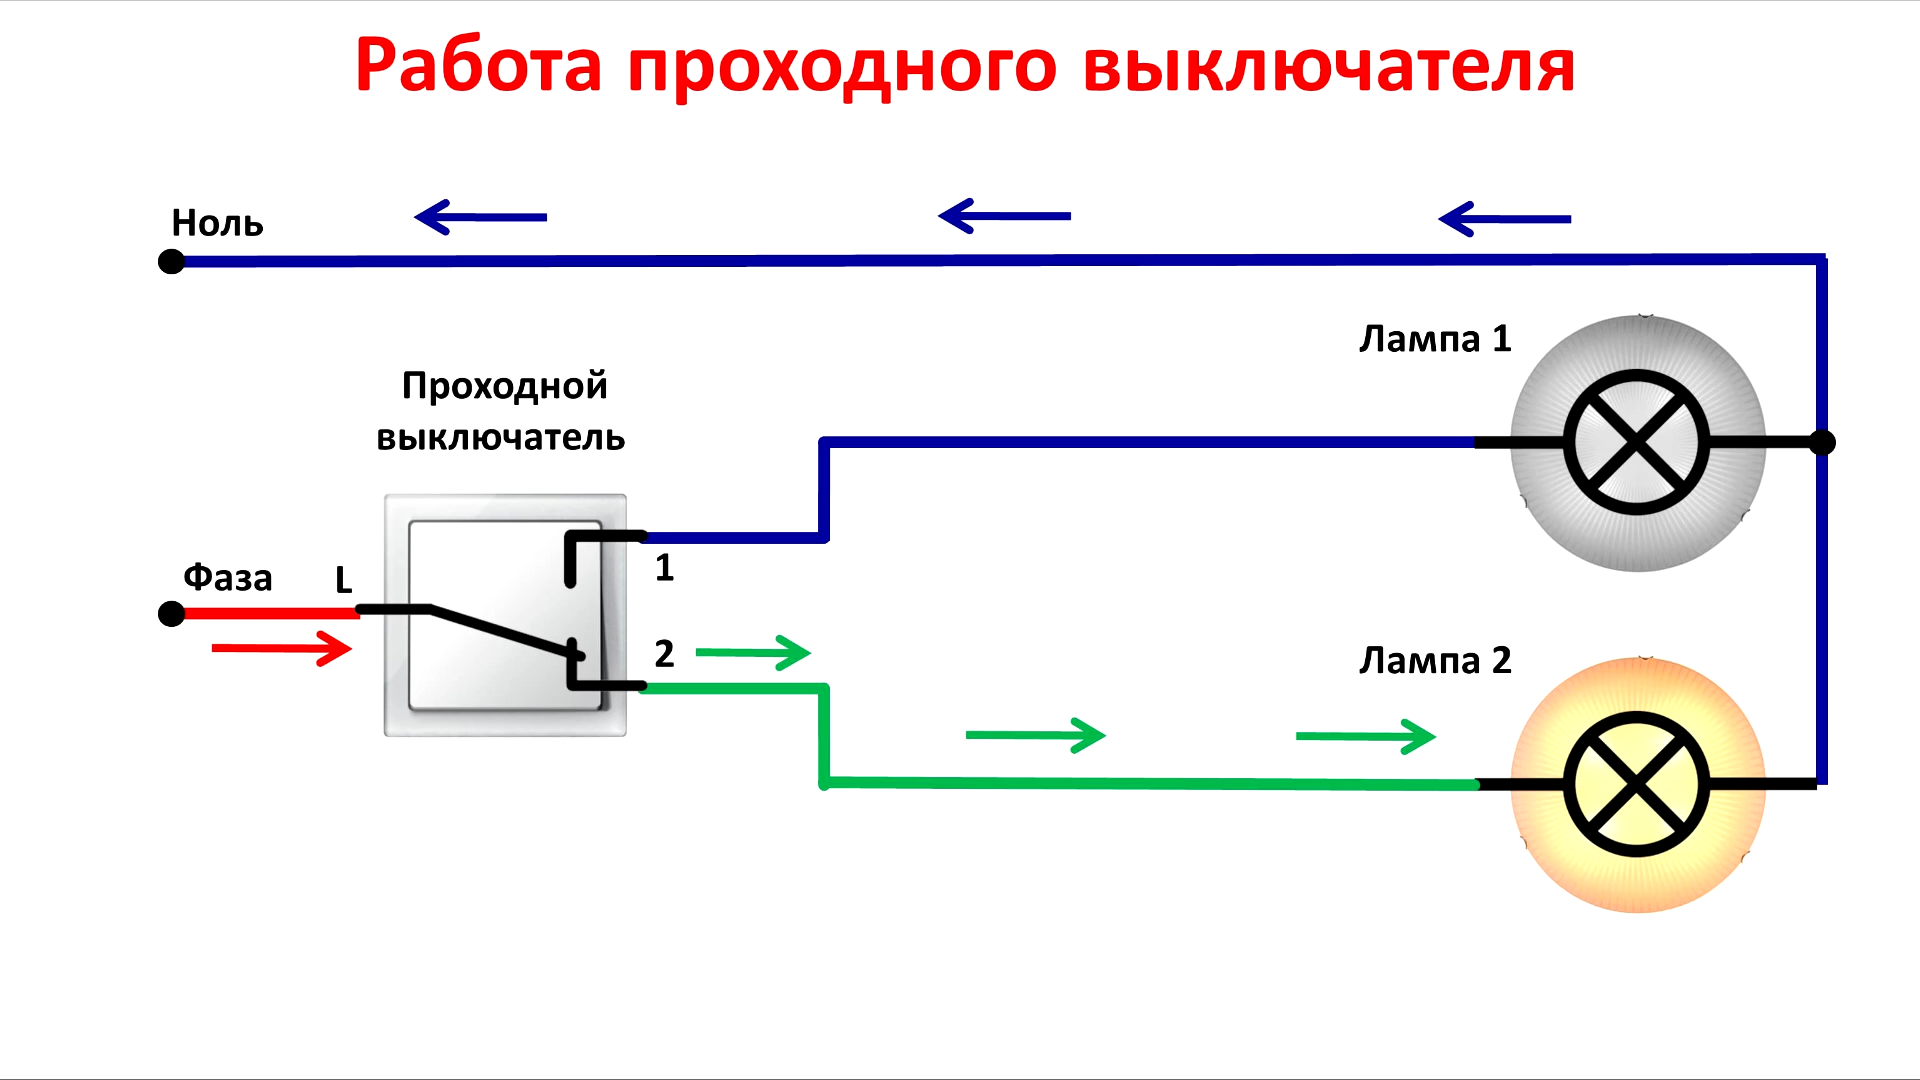 Работа проходного выключателя
Ноль
Лампа 1
Проходной
выключатель
Фаза
L
1
2
Лампа 2